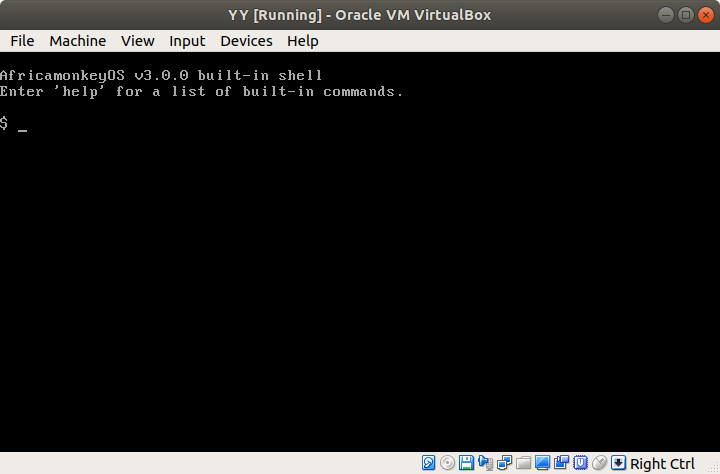 YY [Running] - Oracle VM VirtualBox
File Machine View Input Devices Help
AfricamonkeyOS v3.0.0 built-in shell
Enter 'help' for a list of built-in commands.
$ _
Right Ctrl